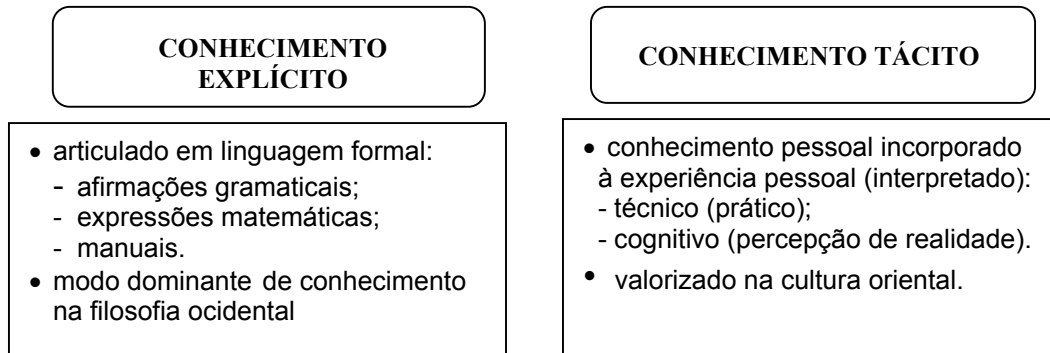 CONHECIMENTO
EXPLÍCITO
• articulado em linguagem formal:
- afirmações gramaticais;
- expressões matemáticas;
- manuais.
• modo dominante de conhecimento
na filosofia ocidental
CONHECIMENTO TÁCITO
• conhecimento pessoal incorporado
à experiência pessoal (interpretado):
- técnico (prático);
- cognitivo (percepção de realidade).
• valorizado na cultura oriental.